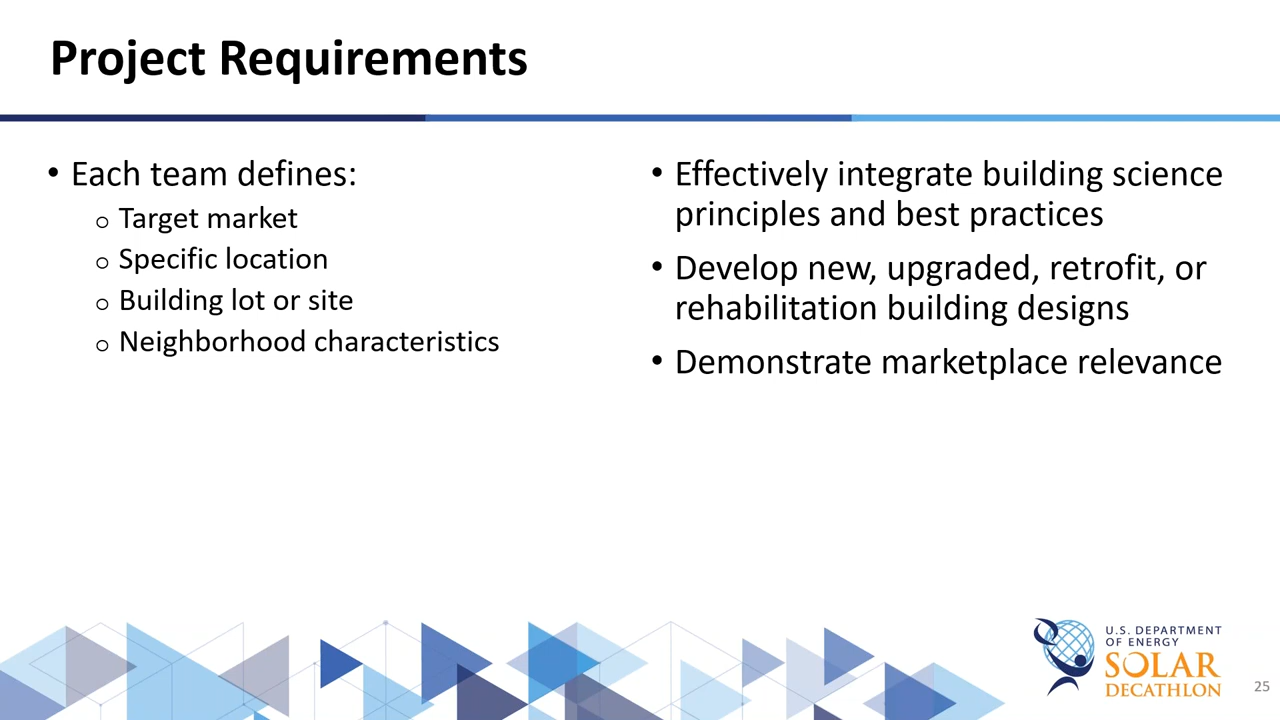 Project Requirements
• Each team defines:
o Target market
o Specific location
o Building lot or site
o Neighborhood characteristics
• Effectively integrate building science
principles and best practices
• Develop new, upgraded, retrofit, or
rehabilitation building designs
• Demonstrate marketplace relevance
U.S. DEPARTMENT
OF ENERGY
SOLAR
DECATHLON
25